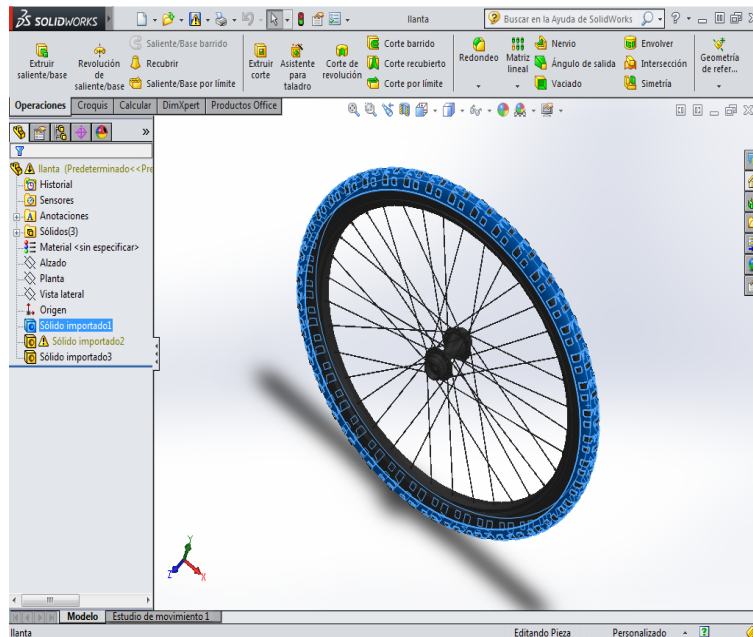 SOLIDWORKS
llanta
Buscar en la Ayuda de SolidWorks
Extruir saliente/base
Revolución de saliente/base
Saliente/Base barrido
Recubrir
Saliente/Base por límite
Extruir corte
Asistente para taladro
Corte de revolución
Corte barrido
Corte recubierto
Corte por límite
Redondeo
Matriz lineal
Nervio
Ángulo de salida
Vaciado
Envolver
Intersección
Simetría
Geometría de refer...
Operaciones Croquis Calcular DimXpert Productos Office
llanta (Predeterminado<<Pre
Historial
Sensores
Anotaciones
Sólidos(3)
Material <sin especificar>
Alzado
Planta
Vista lateral
Origen
Sólido importado1
Sólido importado2
Sólido importado3
Y
Z
X
Modelo Estudio de movimiento 1
llanta Editando Pieza Personalizado